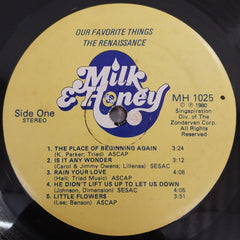 OUR FAVORITE THINGS
THE RENAISSANCE
Milk
& Honey
Side One
STEREO
MH 1025
© ℗ 1980
Singspiration
Div. of The
Zondervan Corp.
All Rights
Reserved
1. THE PLACE OF BEGINNING AGAIN 3:24
(K. Parker; Triad) ASCAP
2. IS IT ANY WONDER 3:32
(Carol & Jimmy Owens; Lillenas) SESAC
3. RAIN YOUR LOVE 4:08
(Hall; Triad Music) ASCAP
4. HE DIDN'T LIFT US UP TO LET US DOWN
(Johnson, Dimension) SESAC 4:05
5. LITTLE FLOWERS 3:51
(Lee; Benson) ASCAP